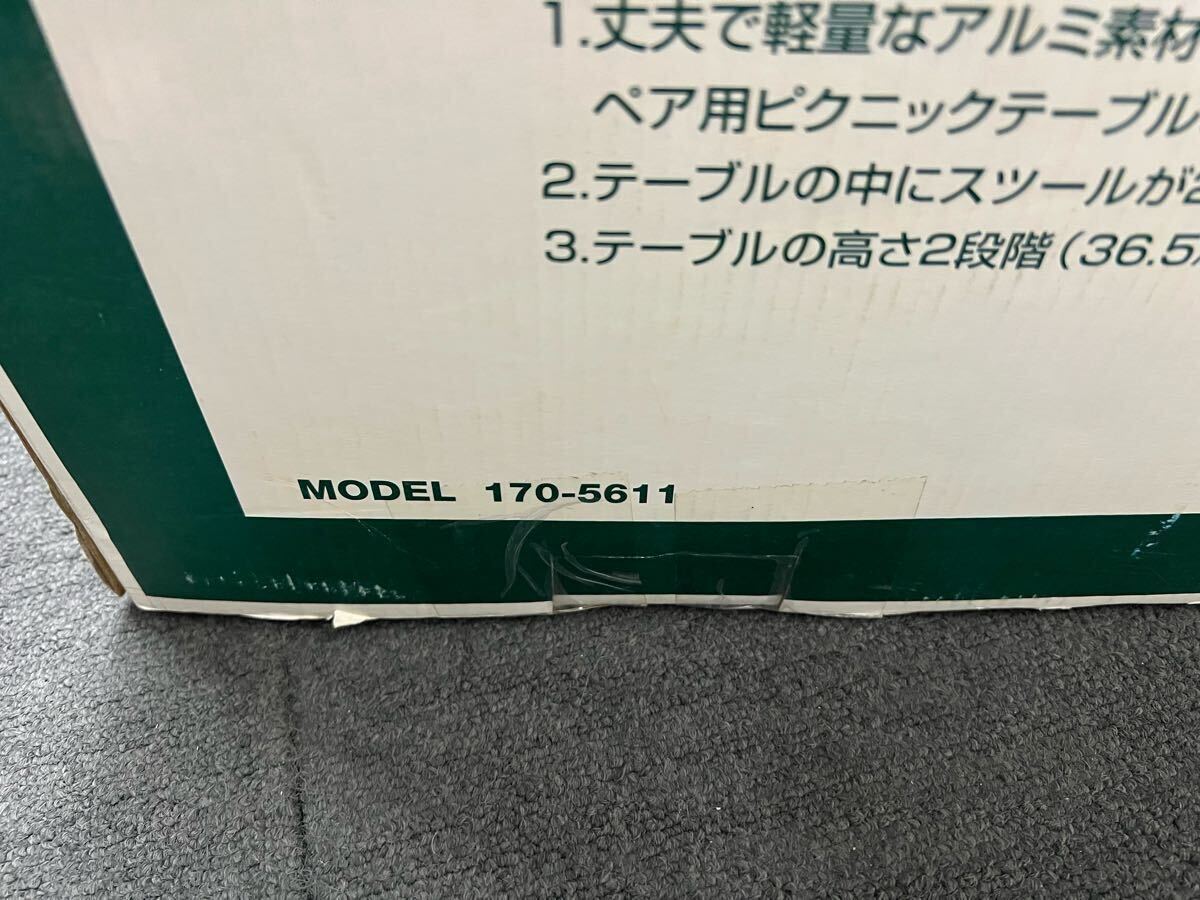 1.丈夫で軽量なアルミ素材
ペア用ピクニックテーブル
2.テーブルの中にスツールが2
3.テーブルの高さ2段階(36.5
MODEL 170-5611